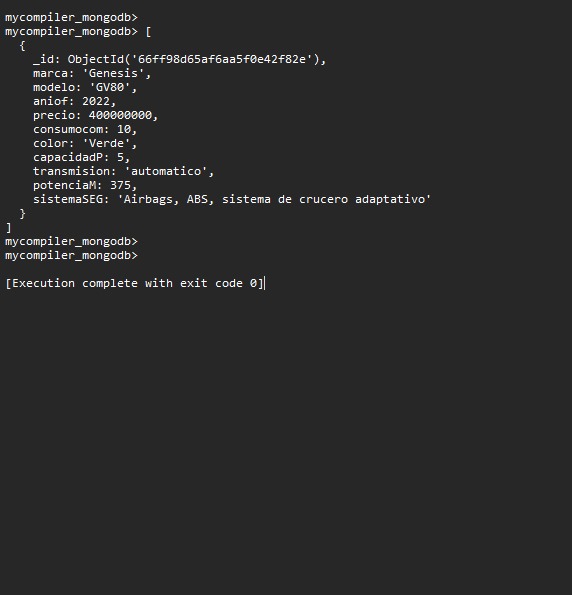 mycompiler_mongodb>
mycompiler_mongodb> [
  {
    _id: ObjectId('66ff98d65af6aa5f0e42f82e'),
    marca: 'Genesis',
    modelo: 'GV80',
    aniof: 2022,
    precio: 400000000,
    consumocom: 10,
    color: 'Verde',
    capacidadP: 5,
    transmision: 'automatico',
    potenciaM: 375,
    sistemaSEG: 'Airbags, ABS, sistema de crucero adaptativo'
  }
]
mycompiler_mongodb>
mycompiler_mongodb>
[Execution complete with exit code 0]